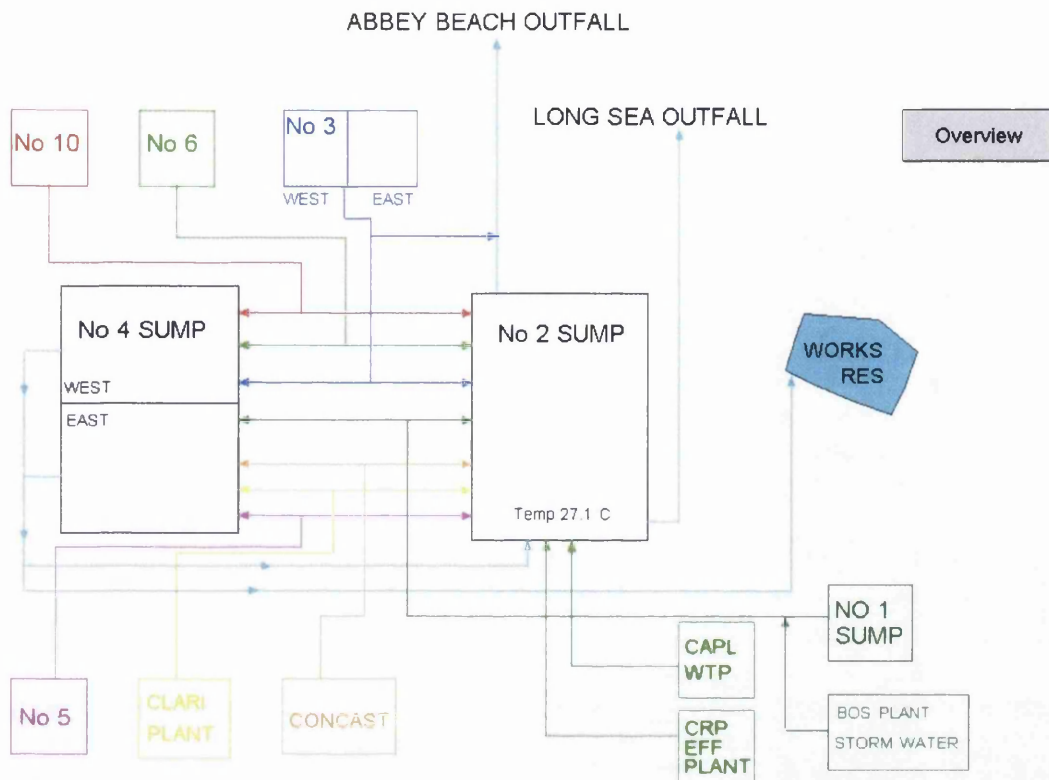 ABBEY BEACH OUTFALL
LONG SEA OUTFALL
No 10
No 6
No 3
WEST
EAST
Overview
No 4 SUMP
WEST
EAST
No 2 SUMP
Temp 27.1 C
WORKS
RES
NO 1
SUMP
CAPL
WTP
No 5
CLARI
PLANT
CONCAST
CRP
EFF
PLANT
BOS PLANT
STORM WATER